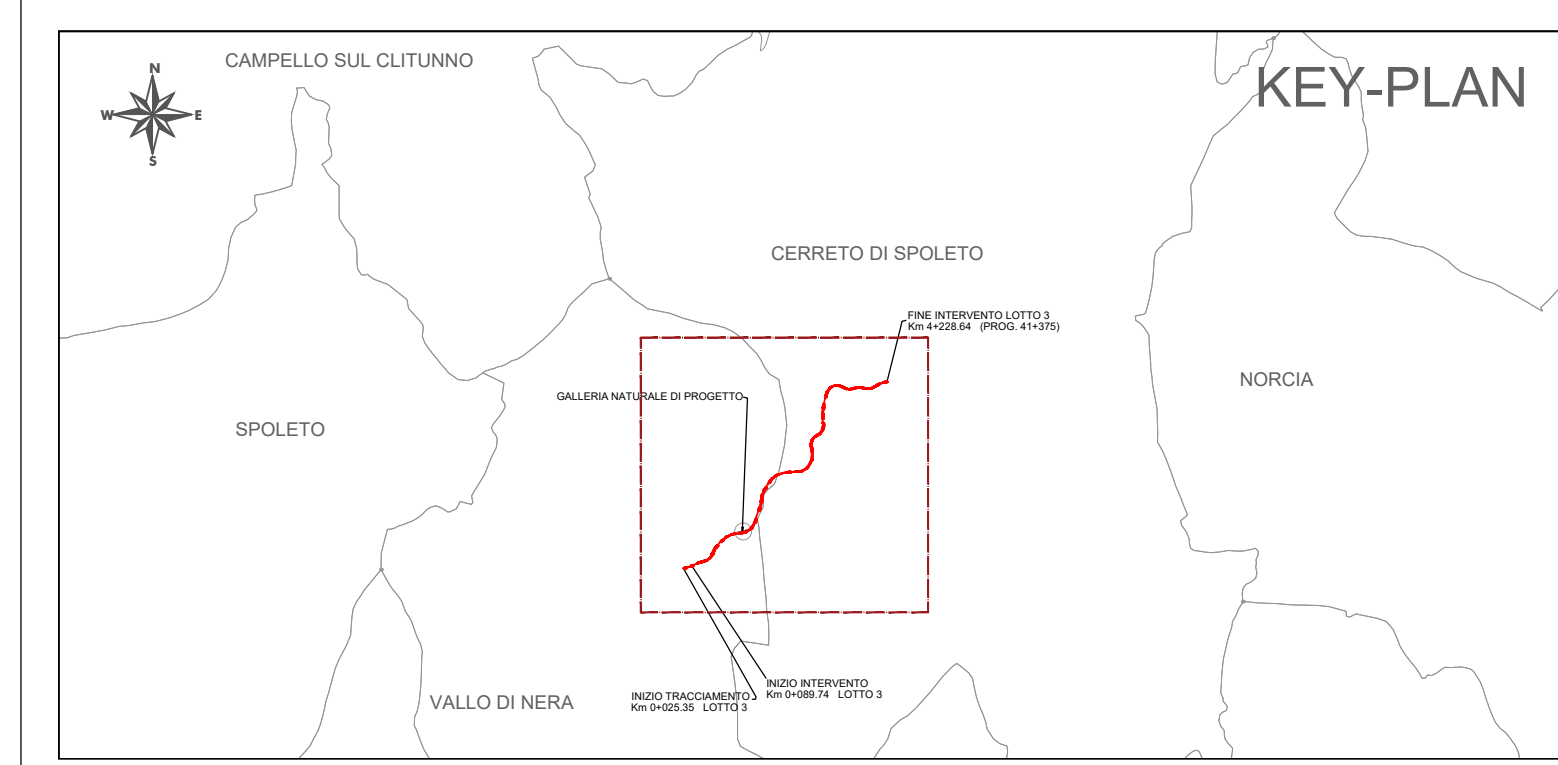 CAMPELLO SUL CLITUNNO
KEY-PLAN
N
W
E
S
CERRETO DI SPOLETO
FINE INTERVENTO LOTTO 3
Km 4+228.64 (PROG. 41+375)
NORCIA
GALLERIA NATURALE DI PROGETTO
SPOLETO
INIZIO INTERVENTO
Km 0+089.74 LOTTO 3
INIZIO TRACCIAMENTO
Km 0+025.35 LOTTO 3
VALLO DI NERA